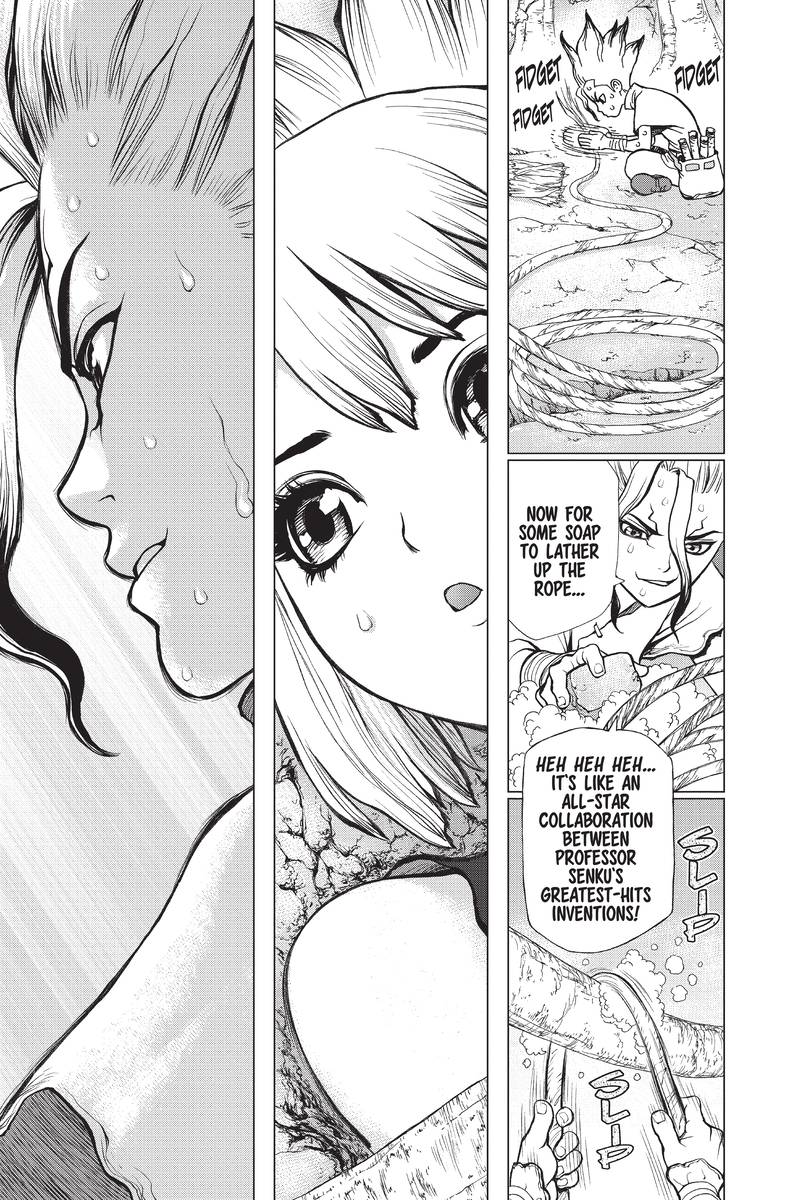 FIDGET
FIDGET
FIDGET
NOW FOR
SOME SOAP
TO LATHER
UP THE
ROPE...
HEH HEH HEH...
IT'S LIKE AN
ALL-STAR
COLLABORATION
BETWEEN
PROFESSOR
SENKU'S
GREATEST-HITS
INVENTIONS!
SLIP
SLIP